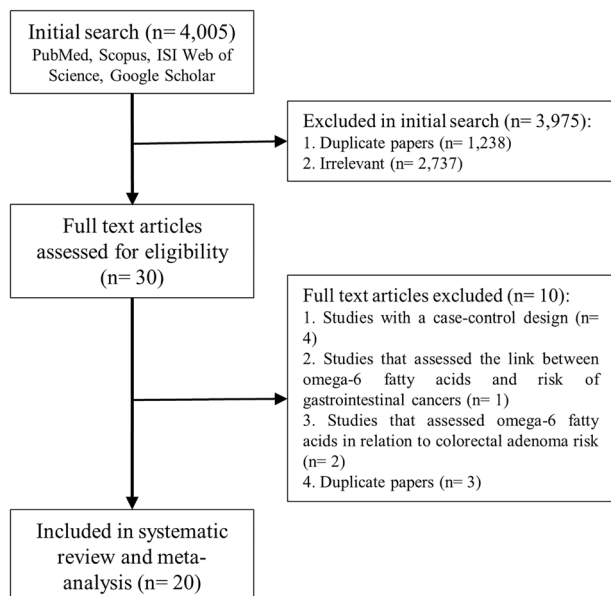 Initial search (n= 4,005)
PubMed, Scopus, ISI Web of
Science, Google Scholar
Excluded in initial search (n= 3,975):
1. Duplicate papers (n= 1,238)
2. Irrelevant (n= 2,737)
Full text articles
assessed for eligibility
(n= 30)
Full text articles excluded (n= 10):
1. Studies with a case-control design (n=
4)
2. Studies that assessed the link between
omega-6 fatty acids and risk of
gastrointestinal cancers (n= 1)
3. Studies that assessed omega-6 fatty
acids in relation to colorectal adenoma risk
(n= 2)
4. Duplicate papers (n= 3)
Included in systematic
review and meta-
analysis (n= 20)